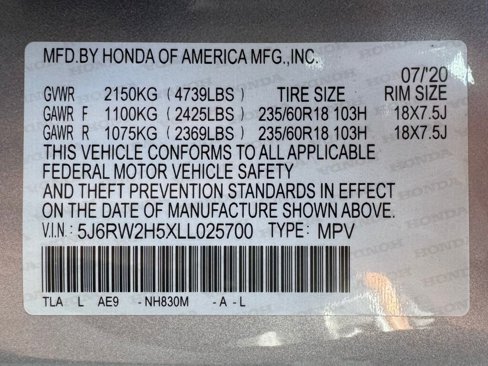 MFD.BY HONDA OF AMERICA MFG.,INC.
07/'20
GVWR 2150KG (4739LBS) TIRE SIZE RIM SIZE
GAWR F 1100KG (2425LBS) 235/60R18 103H 18X7.5J
GAWR R 1075KG (2369LBS) 235/60R18 103H 18X7.5J
THIS VEHICLE CONFORMS TO ALL APPLICABLE
FEDERAL MOTOR VEHICLE SAFETY
AND THEFT PREVENTION STANDARDS IN EFFECT
ON THE DATE OF MANUFACTURE SHOWN ABOVE.
V.I.N.: 5J6RW2H5XLL025700 TYPE: MPV
TLA L AE9 - NH830M - A - L